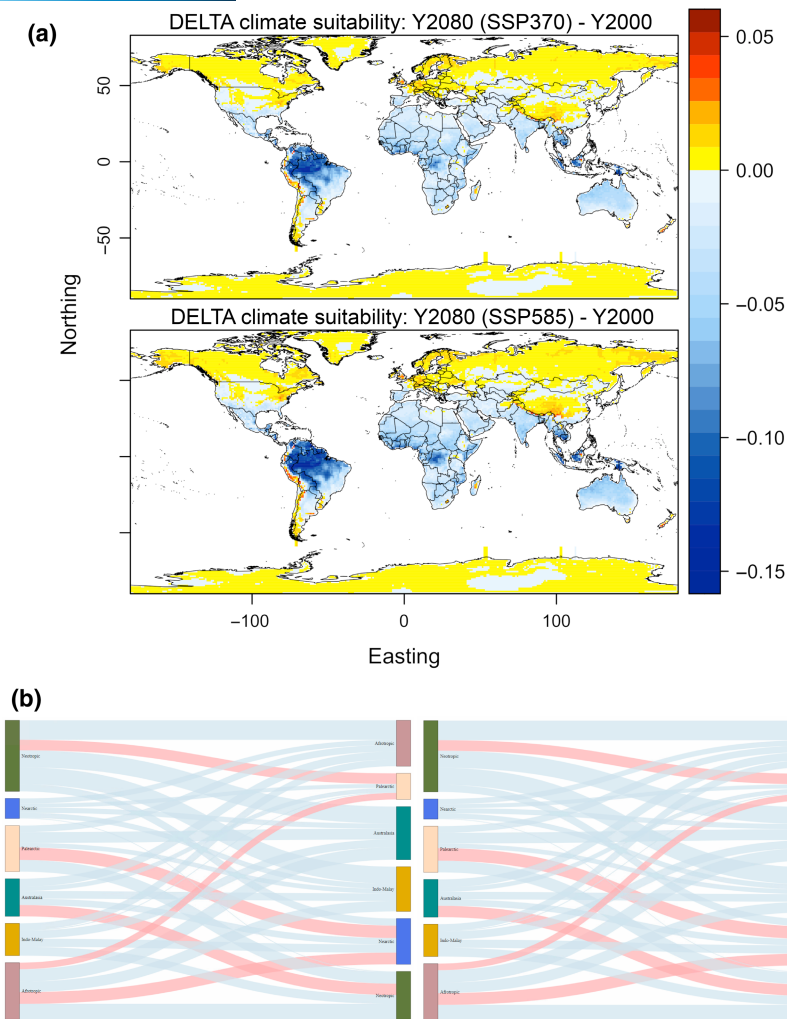 (a)
DELTA climate suitability: Y2080 (SSP370) - Y2000
50
0
−50
0.05
0.00
−0.05
−0.10
−0.15
Northing
DELTA climate suitability: Y2080 (SSP585) - Y2000
−100
0
100
Easting
(b)
Neotropic
Nearctic
Palearctic
Australasia
Indo-Malay
Afrotropic
Afrotropic
Palearctic
Australasia
Indo-Malay
Nearctic
Neotropic
Neotropic
Nearctic
Palearctic
Australasia
Indo-Malay
Afrotropic